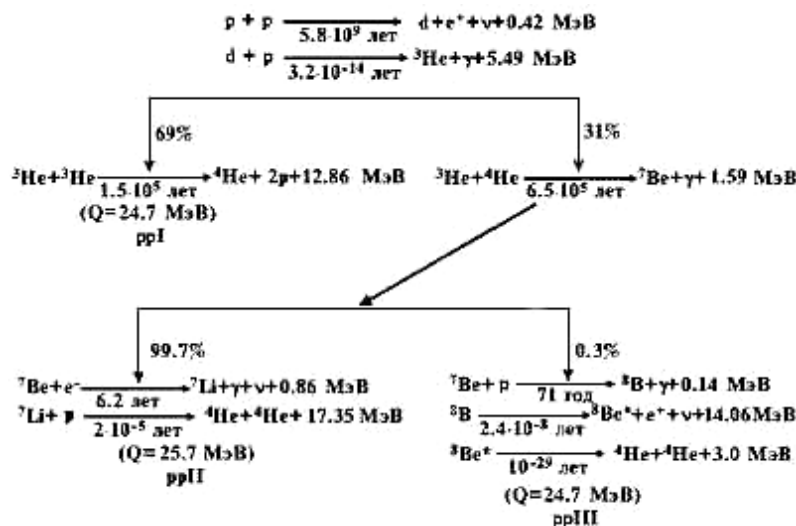 p + p → d+e⁺+ν+0.42 МэВ
5.8·10⁹ лет
d + p → ³He+γ+5.49 МэВ
3.2·10⁻¹⁴ лет
69%
31%
³He+³He → ⁴He+ 2p+12.86 МэВ
1.5·10⁵ лет
(Q=24.7 МэВ)
ppI
³He+⁴He → ⁷Be+γ+1.59 МэВ
6.5·10⁵ лет
99.7%
0.3%
⁷Be+e⁻ → ⁷Li+γ+ν+0.86 МэВ
6.2 лет
⁷Li+ p → ⁴He+⁴He+17.35 МэВ
2·10⁻⁵ лет
(Q=25.7 МэВ)
ppII
⁷Be+ p → ⁸B+γ+0.14 МэВ
71 год
⁸B → ⁸Be*+e⁺+ν+14.06МэВ
2.4·10⁻⁸ лет
⁸Be* → ⁴He+⁴He+3.0 МэВ
10⁻²⁹ лет
(Q=24.7 МэВ)
ppIII